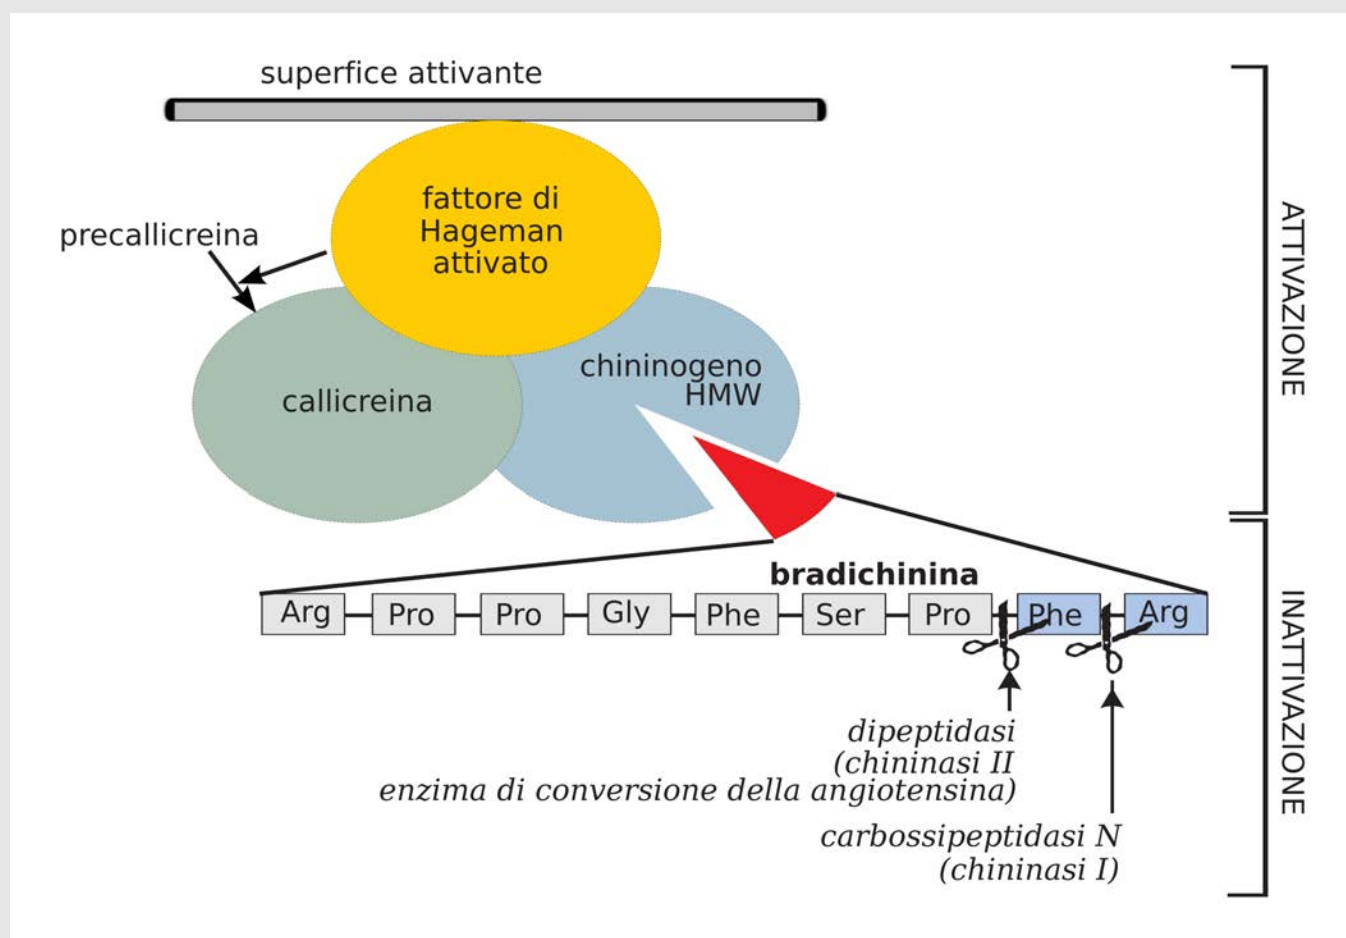 superfice attivante
fattore di
Hageman
attivato
precallicreina
chininogeno
HMW
callicreina
ATTIVAZIONE
bradichinina
Arg Pro Pro Gly Phe Ser Pro Phe Arg
dipeptidasi
(chininasi II
enzima di conversione della angiotensina)
carbossipeptidasi N
(chininasi I)
INATTIVAZIONE